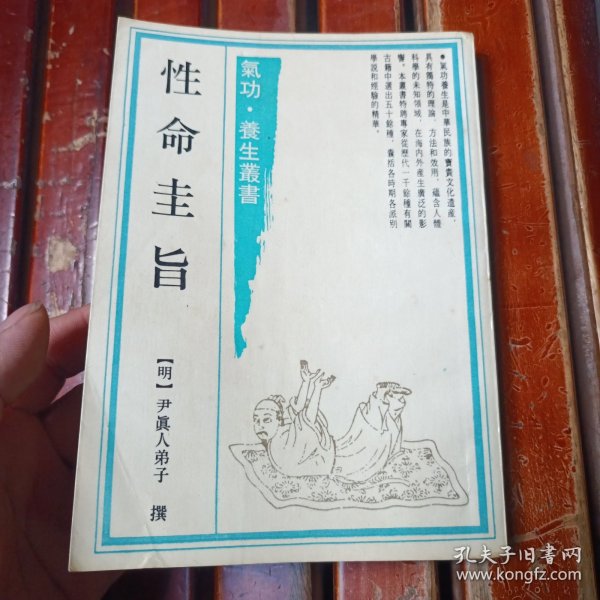 ●氣功養生是中華民族的寶貴文化遺產，
具有獨特的理論、方法和效用，蘊含人體
科學的未知領域，在海内外產生廣泛的影
響。本叢書特聘專家從歷代一千餘種有關
古籍中選出五十餘種，囊括各時期各派别
學説和經驗的精華。
氣功·養生叢書
性命圭旨
【明】尹眞人弟子 撰
孔夫子旧书网
www.kongfz.com